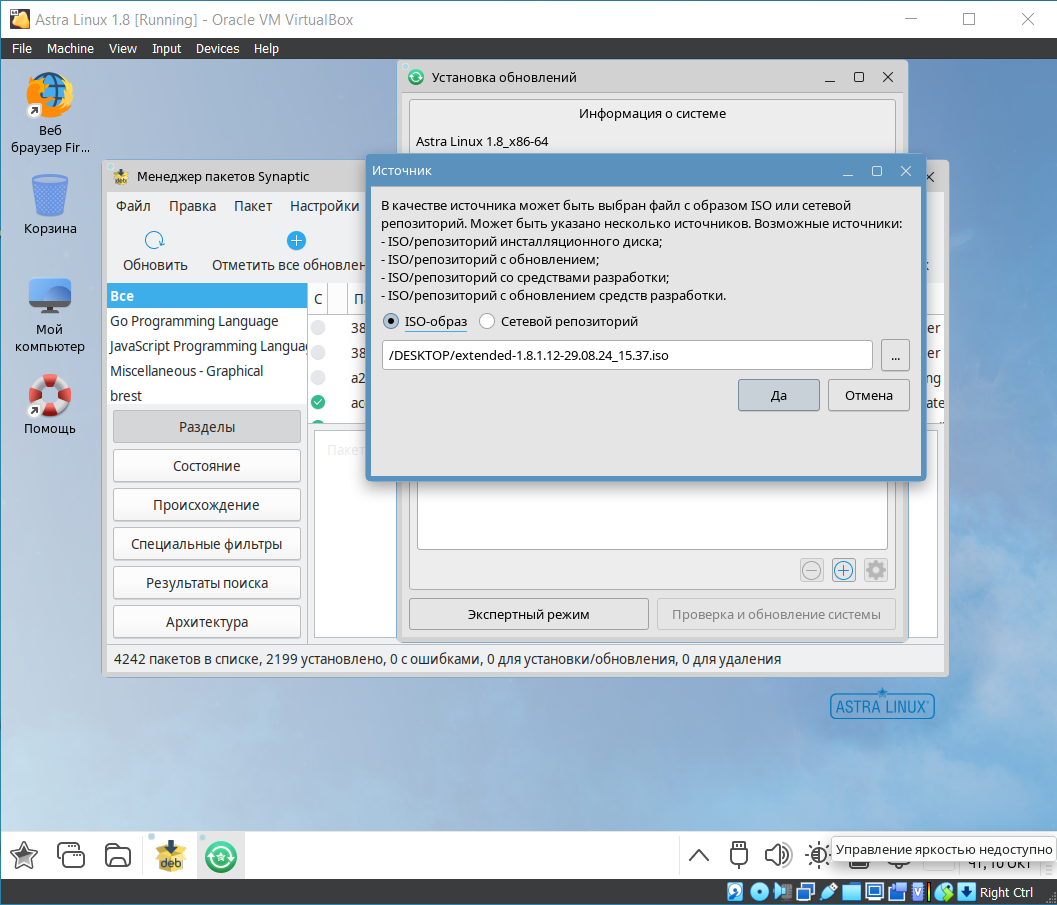 Astra Linux 1.8 [Running] - Oracle VM VirtualBox
File Machine View Input Devices Help
Веб
браузер Fir...
Корзина
Мой
компьютер
Помощь
Установка обновлений
Информация о системе
Astra Linux 1.8_x86-64
Менеджер пакетов Synaptic
Файл Правка Пакет Настройки
Обновить Отметить все обновлен
Все
Go Programming Language
JavaScript Programming Langua
Miscellaneous - Graphical
brest
С
38
38
a2
ac
er
er
ng
ate
Разделы
Состояние
Происхождение
Специальные фильтры
Результаты поиска
Архитектура
Пакет
Источник
В качестве источника может быть выбран файл с образом ISO или сетевой
репозиторий. Может быть указано несколько источников. Возможные источники:
- ISO/репозиторий инсталляционного диска;
- ISO/репозиторий с обновлением;
- ISO/репозиторий со средствами разработки;
- ISO/репозиторий с обновлением средств разработки.
ISO-образ Сетевой репозиторий
/DESKTOP/extended-1.8.1.12-29.08.24_15.37.iso
...
Да Отмена
Экспертный режим Проверка и обновление системы
4242 пакетов в списке, 2199 установлено, 0 с ошибками, 0 для установки/обновления, 0 для удаления
ASTRA LINUX®
deb
Управление яркостью недоступно
Right Ctrl